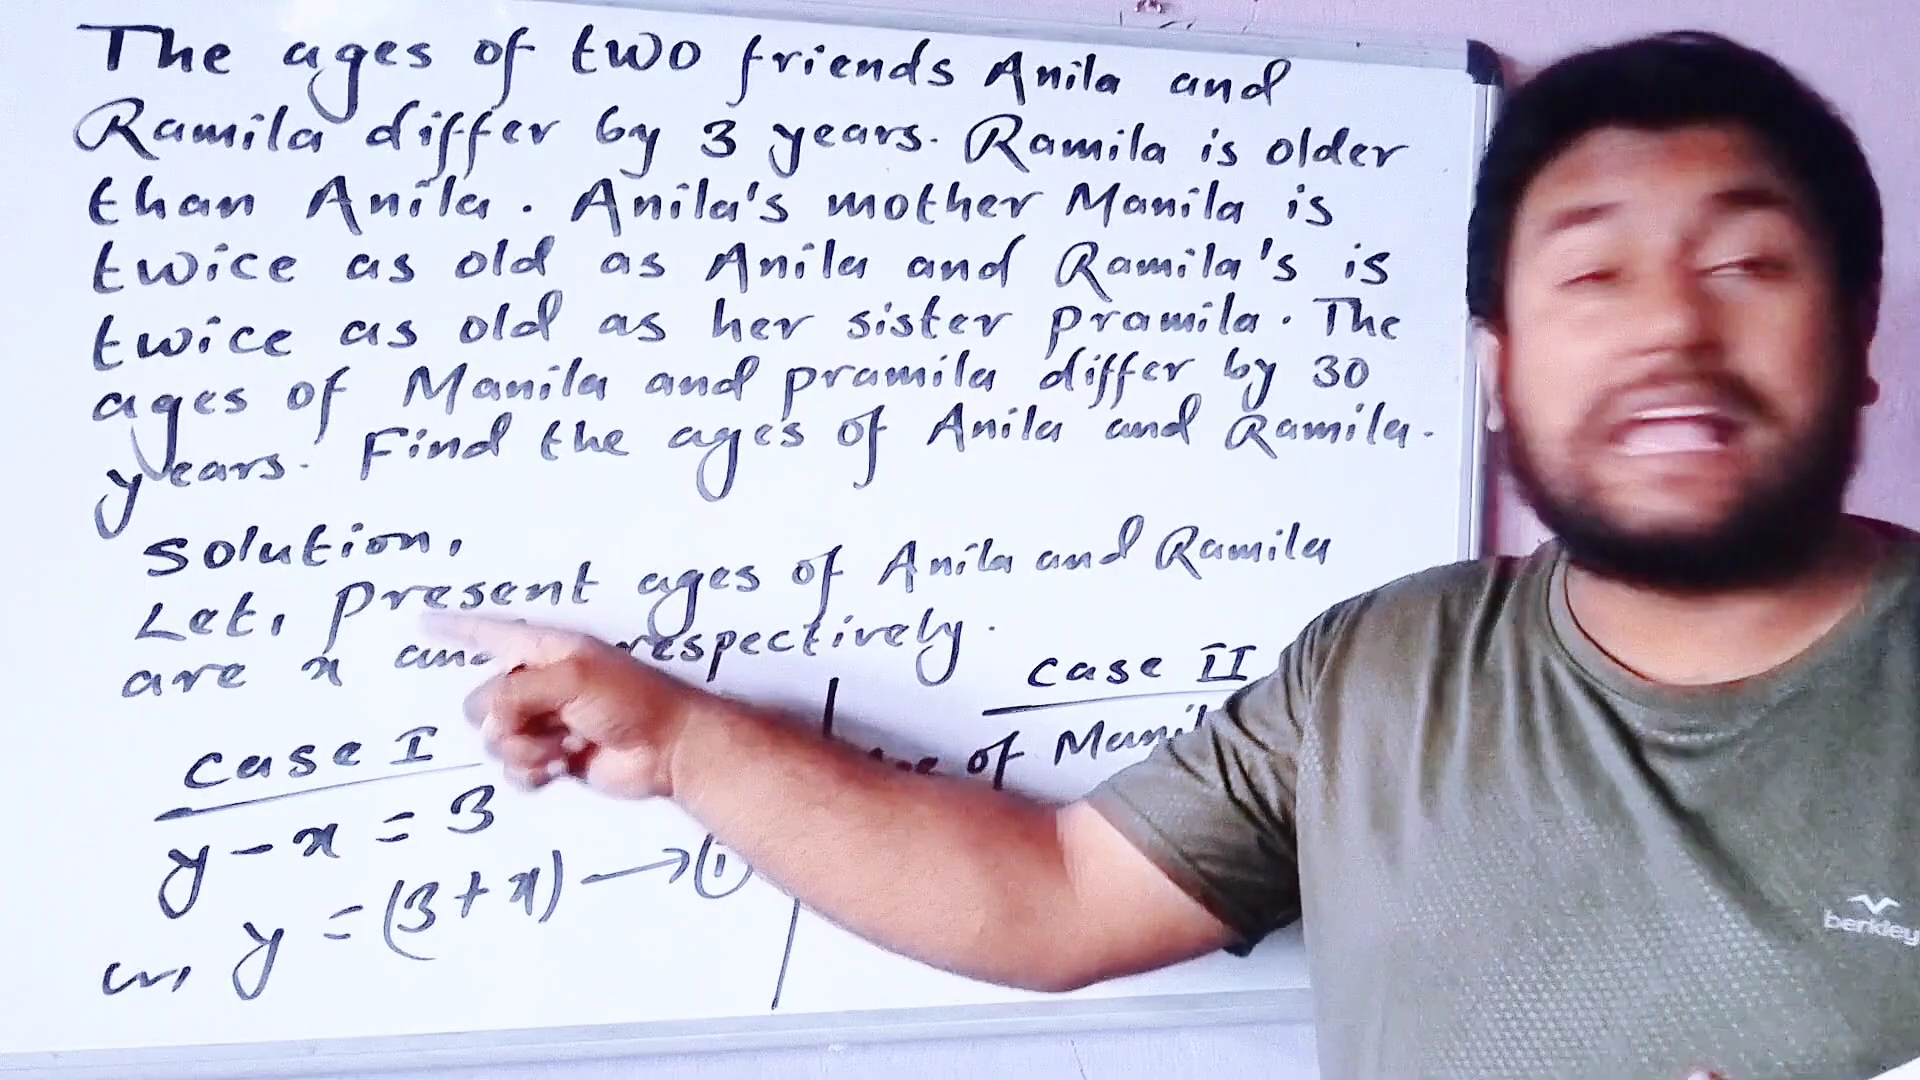 The ages of two friends Anila and
Ramila differ by 3 years. Ramila is older
than Anila. Anila's mother Manila is
twice as old as Anila and Ramila's is
twice as old as her sister pramila. The
ages of Manila and pramila differ by 30
years. Find the ages of Anila and Ramila.
Solution,
Let, present ages of Anila and Ramila
are x and respectively.
case I
y - x = 3
or, y = (3 + x) → (1)
case II
of
berkley